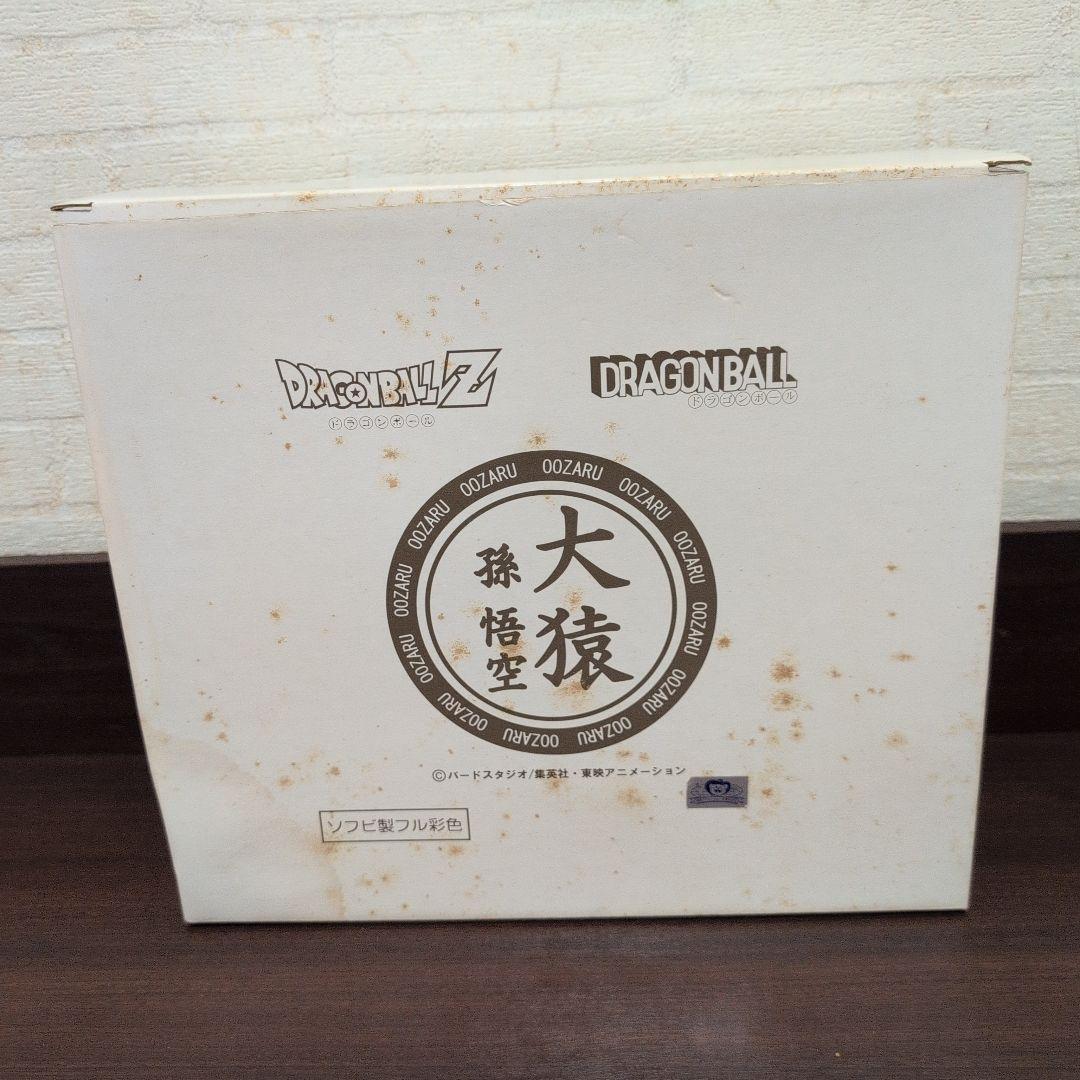 DRAGONBALL Z
ドラゴンボール
DRAGONBALL
ドラゴンボール
OOZARU OOZARU OOZARU OOZARU OOZARU OOZARU OOZARU OOZARU OOZARU OOZARU OOZARU OOZARU OOZARU
大猿
孫悟空
©バードスタジオ/集英社・東映アニメーション
ソフビ製フル彩色